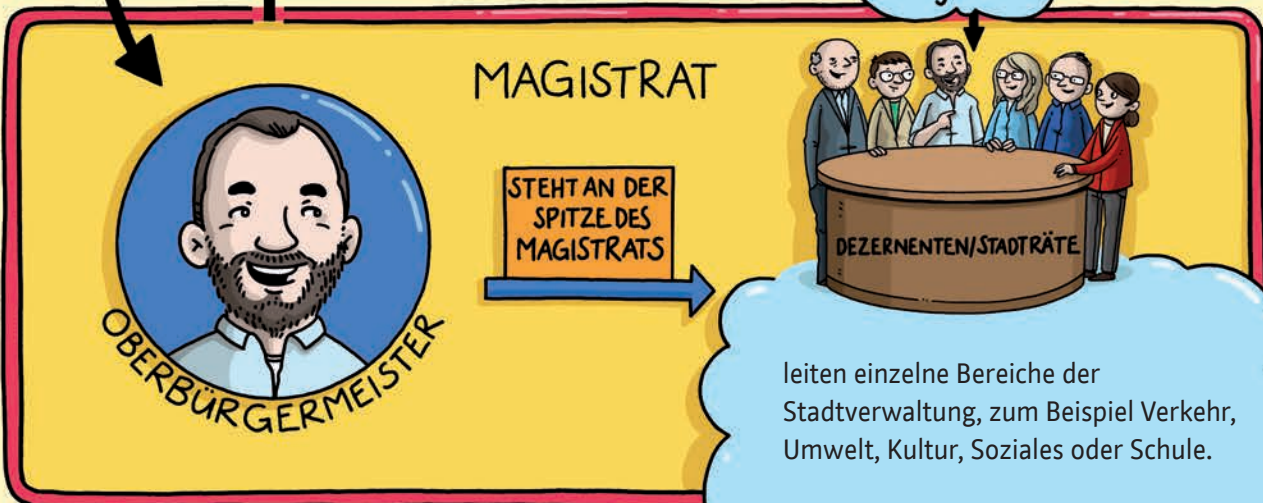 MAGISTRAT
STEHT AN DER
SPITZE DES
MAGISTRATS
DEZERNENTEN/STADTRÄTE
OBERBÜRGERMEISTER
leiten einzelne Bereiche der
Stadtverwaltung, zum Beispiel Verkehr,
Umwelt, Kultur, Soziales oder Schule.